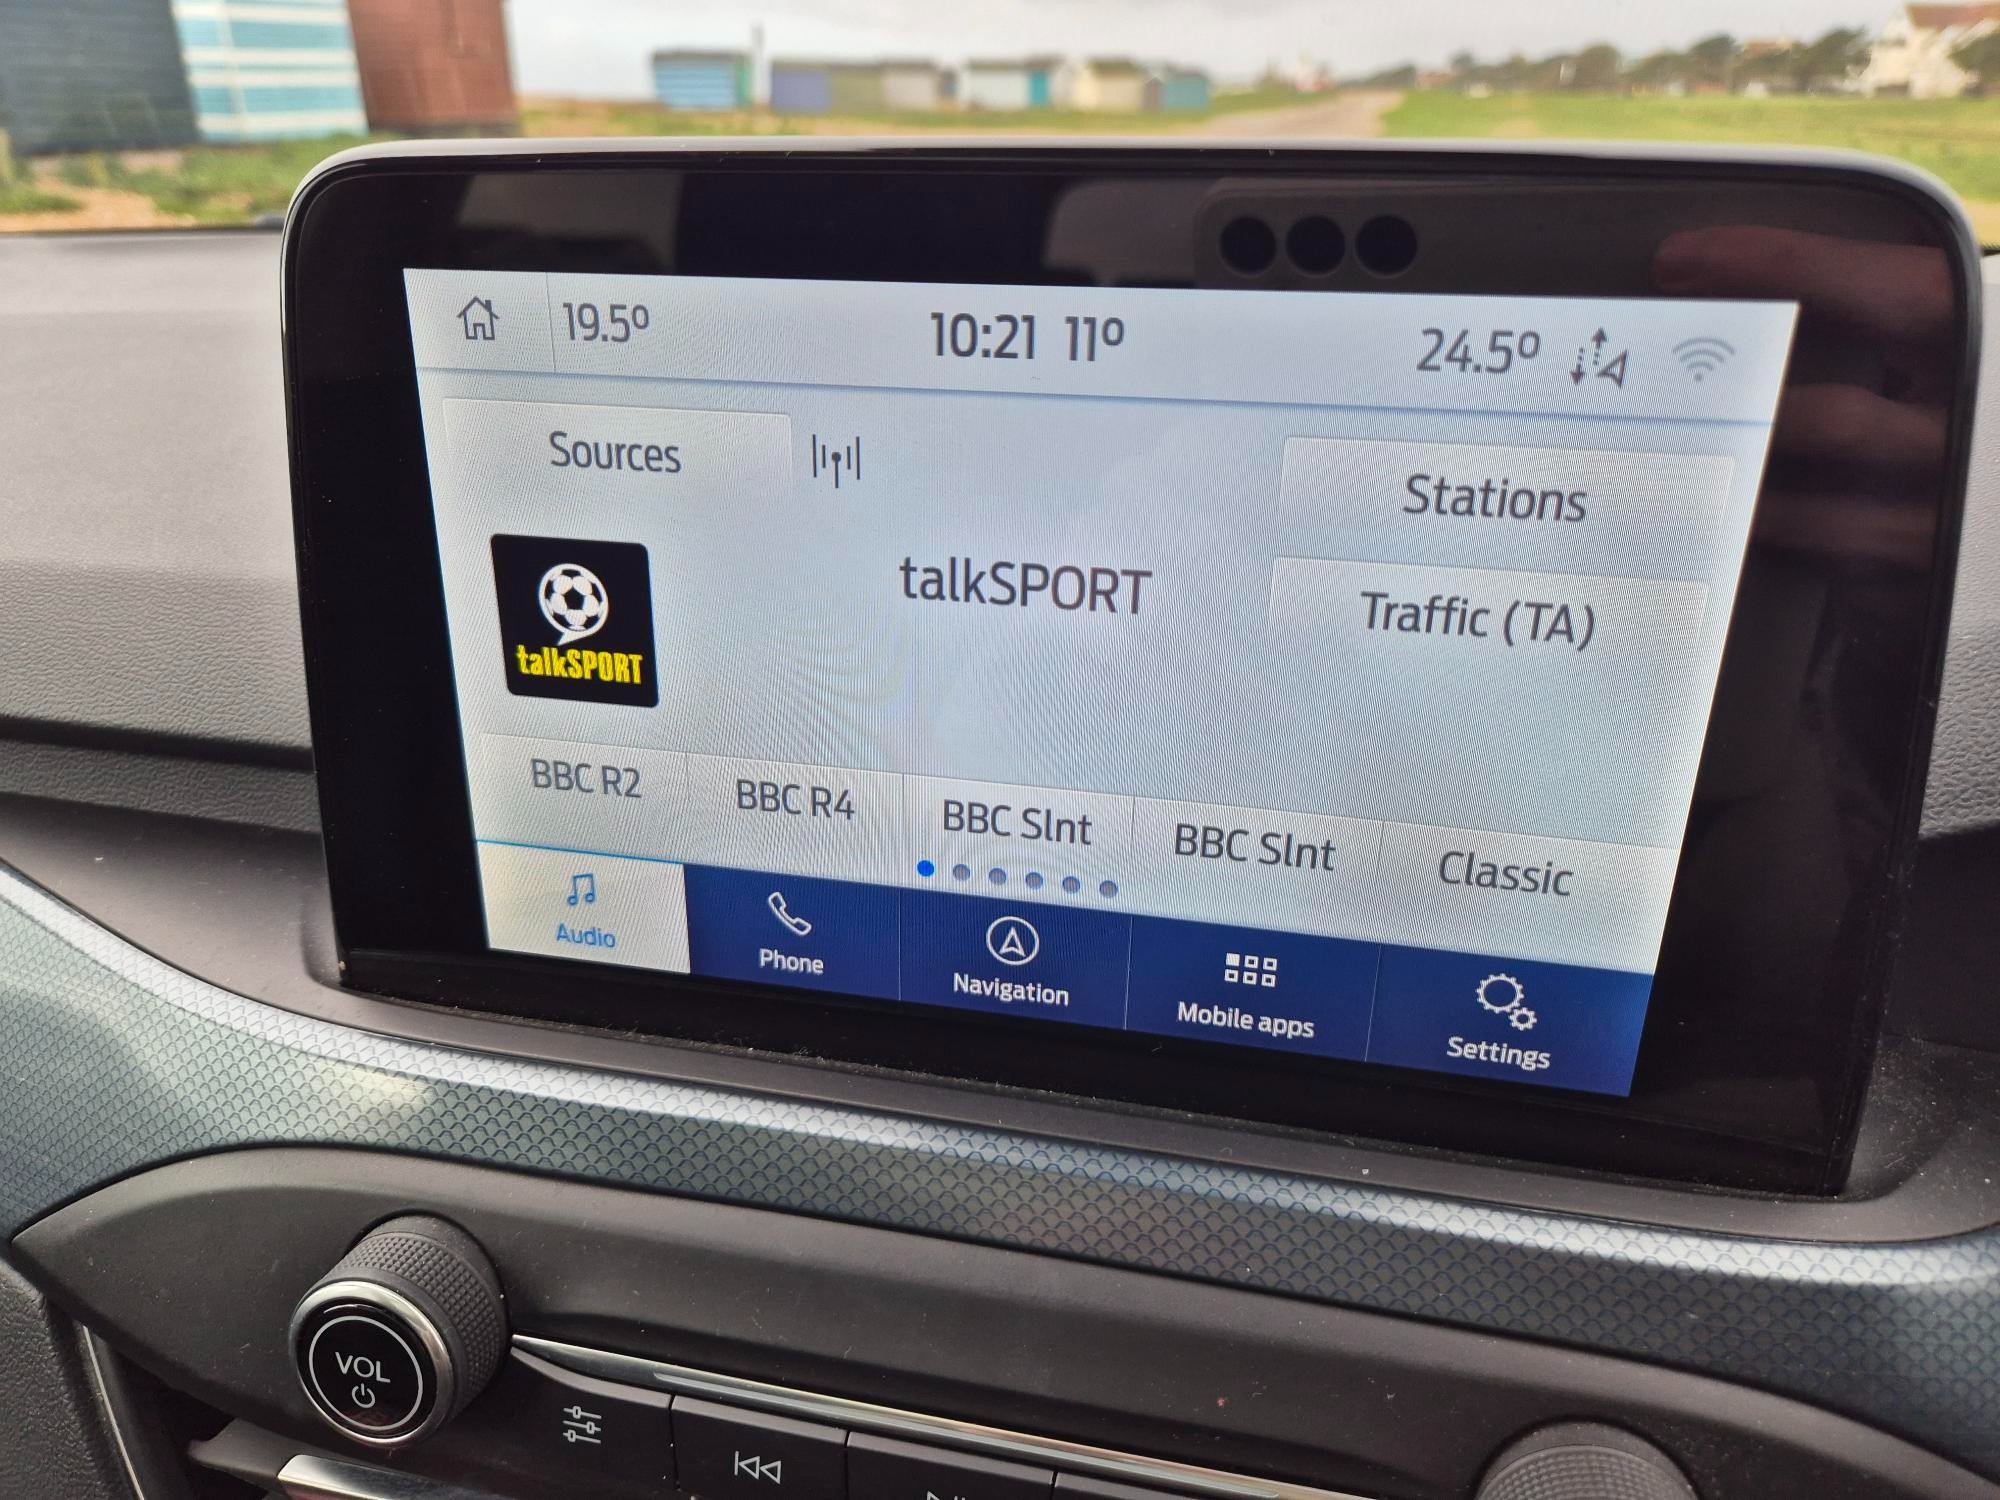 19.5º
10:21 11º
24.5º
Sources
Stations
talkSPORT
talkSPORT
Traffic (TA)
BBC R2
BBC R4
BBC Slnt
BBC Slnt
Classic
Audio
Phone
Navigation
Mobile apps
Settings
VOL